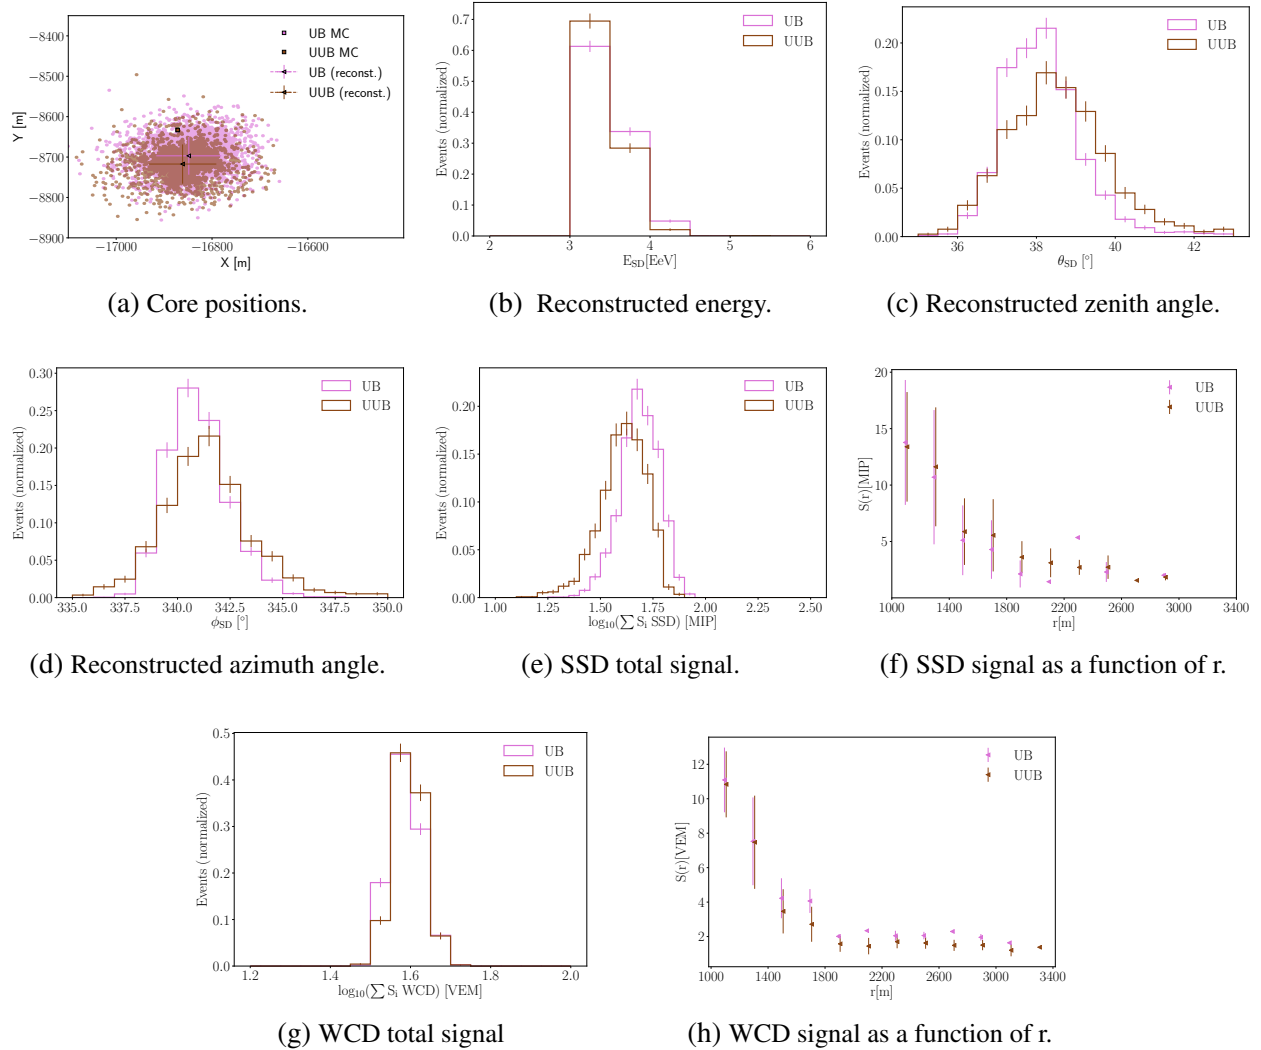 −8400
−8500
−8600
−8700
−8800
−8900
Y [m]
−17000
−16800
−16600
X [m]
UB MC
UUB MC
UB (reconst.)
UUB (reconst.)
(a) Core positions.
0.7
0.6
0.5
0.4
0.3
0.2
0.1
0.0
Events (normalized)
2
3
4
5
6
E_SD[EeV]
UB
UUB
(b) Reconstructed energy.
0.20
0.15
0.10
0.05
0.00
Events (normalized)
36
38
40
42
θ_SD [°]
UB
UUB
(c) Reconstructed zenith angle.
0.30
0.25
0.20
0.15
0.10
0.05
0.00
Events (normalized)
335.0
337.5
340.0
342.5
345.0
347.5
350.0
ϕ_SD [°]
UB
UUB
(d) Reconstructed azimuth angle.
0.20
0.15
0.10
0.05
0.00
Events (normalized)
1.00
1.25
1.50
1.75
2.00
2.25
2.50
log₁₀(∑ S_i SSD) [MIP]
UB
UUB
(e) SSD total signal.
20
15
10
5
S(r)[MIP]
1000
1400
1800
2200
2600
3000
3400
r[m]
UB
UUB
(f) SSD signal as a function of r.
0.5
0.4
0.3
0.2
0.1
0.0
Events (normalized)
1.2
1.4
1.6
1.8
2.0
log₁₀(∑ S_i WCD) [VEM]
UB
UUB
(g) WCD total signal
12
10
8
6
4
2
S(r)[VEM]
1000
1400
1800
2200
2600
3000
3400
r[m]
UB
UUB
(h) WCD signal as a function of r.